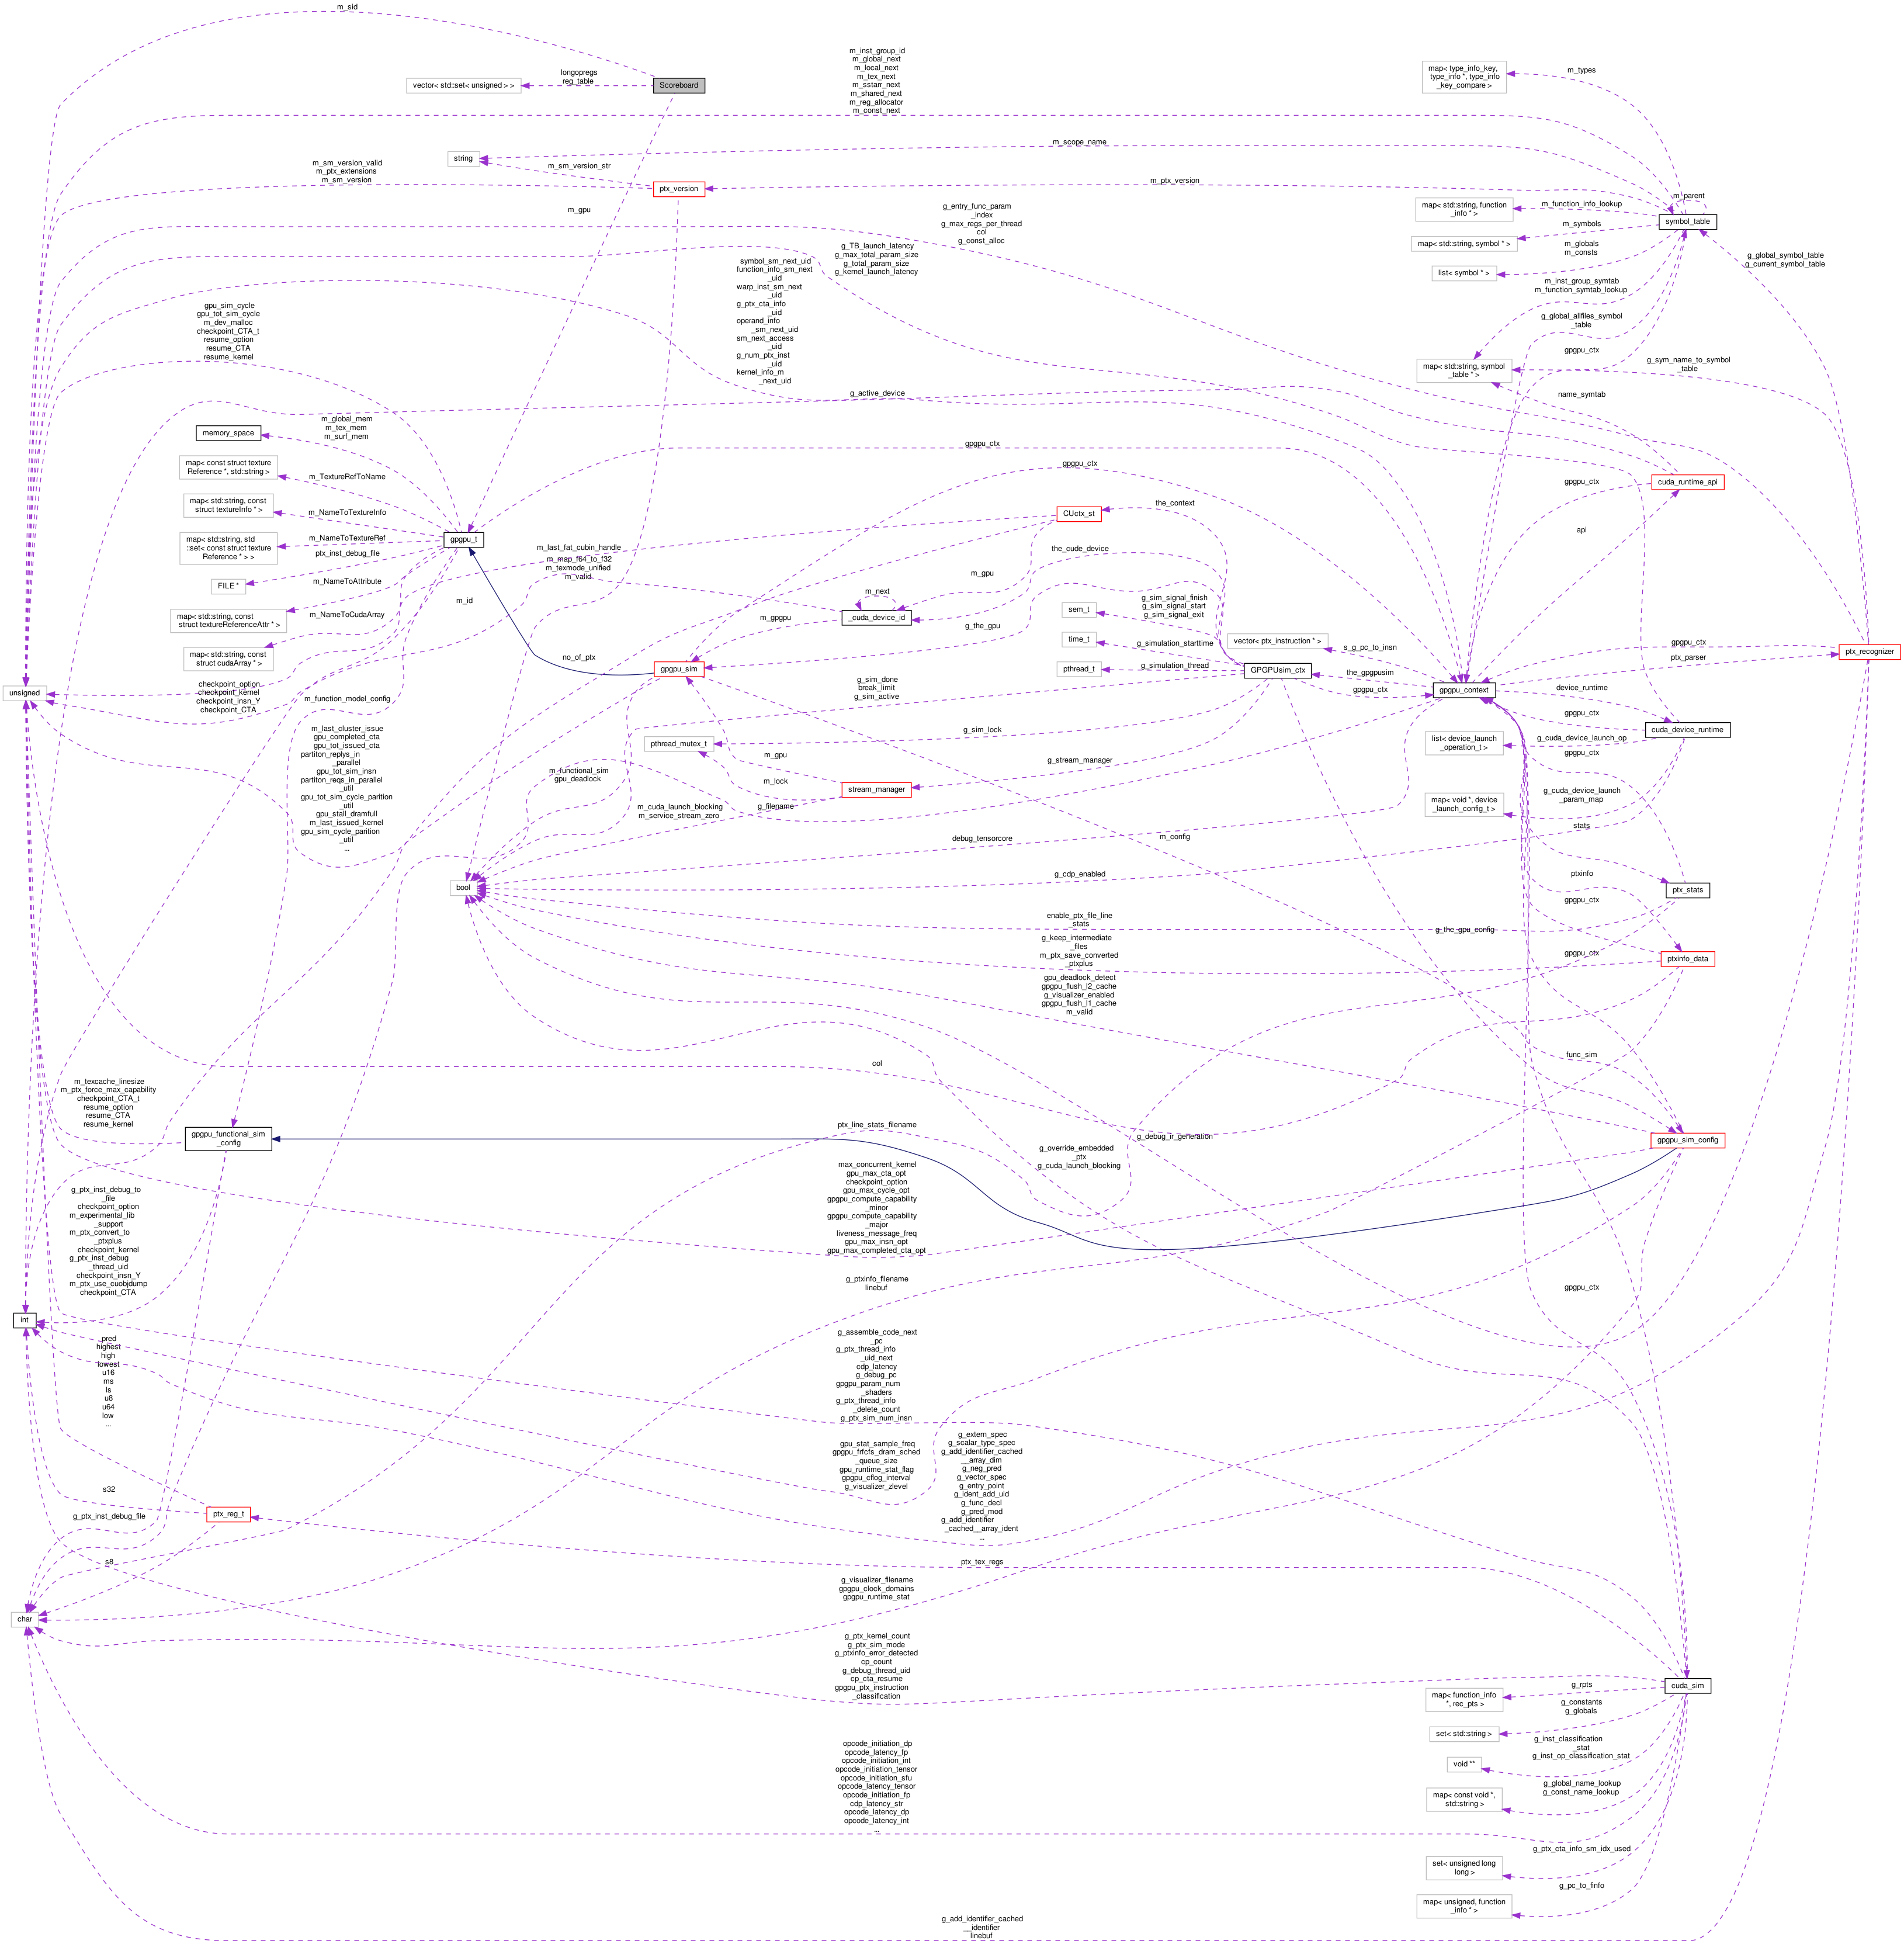 m_sid
longopregs
reg_table
vector< std::set< unsigned > >
Scoreboard
m_inst_group_id
m_global_next
m_local_next
m_tex_next
m_sstarr_next
m_shared_next
m_reg_allocator
m_const_next
map< type_info_key,
type_info *, type_info
_key_compare >
m_types
string
m_scope_name
m_sm_version_str
m_sm_version_valid
m_ptx_extensions
m_sm_version
ptx_version
m_ptx_version
m_parent
symbol_table
m_gpu
g_entry_func_param
_index
g_max_regs_per_thread
col
g_const_alloc
map< std::string, function
_info * >
m_function_info_lookup
m_symbols
map< std::string, symbol * >
m_globals
m_consts
list< symbol * >
g_global_symbol_table
g_current_symbol_table
g_TB_launch_latency
g_max_total_param_size
g_total_param_size
g_kernel_launch_latency
symbol_sm_next_uid
function_info_sm_next
_uid
warp_inst_sm_next
_uid
g_ptx_cta_info
_uid
operand_info
_sm_next_uid
sm_next_access
_uid
g_num_ptx_inst
_uid
kernel_info_m
_next_uid
m_inst_group_symtab
m_function_symtab_lookup
g_global_allfiles_symbol
_table
gpgpu_ctx
map< std::string, symbol
_table * >
g_sym_name_to_symbol
_table
name_symtab
gpu_sim_cycle
gpu_tot_sim_cycle
m_dev_malloc
checkpoint_CTA_t
resume_option
resume_CTA
resume_kernel
g_active_device
memory_space
m_global_mem
m_tex_mem
m_surf_mem
gpgpu_ctx
gpgpu_ctx
map< const struct texture
Reference *, std::string >
m_TextureRefToName
map< std::string, const
struct textureInfo * >
m_NameToTextureInfo
map< std::string, std
::set< const struct texture
Reference * > >
m_NameToTextureRef
gpgpu_t
ptx_inst_debug_file
FILE *
m_NameToAttribute
map< std::string, const
struct textureReferenceAttr * >
m_NameToCudaArray
map< std::string, const
struct cudaArray * >
gpgpu_ctx
cuda_runtime_api
api
CUctx_st
the_context
m_last_fat_cubin_handle
m_map_f64_to_f32
m_texmode_unified
m_valid
the_cude_device
m_gpu
m_next
_cuda_device_id
m_id
m_gpgpu
g_the_gpu
g_sim_signal_finish
g_sim_signal_start
g_sim_signal_exit
sem_t
time_t
g_simulation_starttime
pthread_t
g_simulation_thread
vector< ptx_instruction * >
s_g_pc_to_insn
GPGPUsim_ctx
the_gpgpusim
gpgpu_ctx
gpgpu_context
gpgpu_ctx
ptx_parser
ptx_recognizer
unsigned
no_of_ptx
gpgpu_sim
checkpoint_option
checkpoint_kernel
checkpoint_insn_Y
checkpoint_CTA
m_function_model_config
g_sim_done
break_limit
g_sim_active
device_runtime
gpgpu_ctx
cuda_device_runtime
g_cuda_device_launch_op
list< device_launch
_operation_t >
gpgpu_ctx
pthread_mutex_t
g_sim_lock
m_last_cluster_issue
gpu_completed_cta
gpu_tot_issued_cta
partiton_replys_in
_parallel
gpu_tot_sim_insn
partiton_reqs_in_parallel
_util
gpu_tot_sim_cycle_parition
_util
gpu_stall_dramfull
m_last_issued_kernel
gpu_sim_cycle_parition
_util
...
m_gpu
g_stream_manager
m_functional_sim
gpu_deadlock
m_lock
stream_manager
g_cuda_device_launch
_param_map
map< void *, device
_launch_config_t >
m_cuda_launch_blocking
m_service_stream_zero
g_filename
stats
debug_tensorcore
m_config
g_cdp_enabled
bool
ptxinfo
ptx_stats
gpgpu_ctx
enable_ptx_file_line
_stats
g_the_gpu_config
g_keep_intermediate
_files
m_ptx_save_converted
_ptxplus
gpgpu_ctx
ptxinfo_data
gpu_deadlock_detect
gpgpu_flush_l2_cache
g_visualizer_enabled
gpgpu_flush_l1_cache
m_valid
func_sim
col
m_texcache_linesize
m_ptx_force_max_capability
checkpoint_CTA_t
resume_option
resume_CTA
resume_kernel
gpgpu_functional_sim
_config
ptx_line_stats_filename
g_debug_ir_generation
g_override_embedded
_ptx
g_cuda_launch_blocking
gpgpu_sim_config
max_concurrent_kernel
gpu_max_cta_opt
checkpoint_option
gpu_max_cycle_opt
gpgpu_compute_capability
_minor
gpgpu_compute_capability
_major
liveness_message_freq
gpu_max_insn_opt
gpu_max_completed_cta_opt
g_ptx_inst_debug_to
_file
checkpoint_option
m_experimental_lib
_support
m_ptx_convert_to
_ptxplus
checkpoint_kernel
g_ptx_inst_debug
_thread_uid
checkpoint_insn_Y
m_ptx_use_cuobjdump
checkpoint_CTA
g_ptxinfo_filename
linebuf
gpgpu_ctx
int
_pred
highest
high
lowest
u16
ms
ls
u8
u64
low
...
g_assemble_code_next
_pc
g_ptx_thread_info
_uid_next
cdp_latency
g_debug_pc
gpgpu_param_num
_shaders
g_ptx_thread_info
_delete_count
g_ptx_sim_num_insn
gpu_stat_sample_freq
gpgpu_frfcfs_dram_sched
_queue_size
gpu_runtime_stat_flag
gpgpu_cflog_interval
g_visualizer_zlevel
g_extern_spec
g_scalar_type_spec
g_add_identifier_cached
__array_dim
g_neg_pred
g_vector_spec
g_entry_point
g_ident_add_uid
g_func_decl
g_pred_mod
g_add_identifier
_cached__array_ident
...
s32
ptx_reg_t
g_ptx_inst_debug_file
s8
ptx_tex_regs
g_visualizer_filename
gpgpu_clock_domains
gpgpu_runtime_stat
char
g_ptx_kernel_count
g_ptx_sim_mode
g_ptxinfo_error_detected
cp_count
g_debug_thread_uid
cp_cta_resume
gpgpu_ptx_instruction
_classification
cuda_sim
g_rpts
map< function_info
*, rec_pts >
g_constants
g_globals
set< std::string >
g_inst_classification
_stat
g_inst_op_classification_stat
void **
g_global_name_lookup
g_const_name_lookup
map< const void *,
std::string >
opcode_initiation_dp
opcode_latency_fp
opcode_initiation_int
opcode_initiation_tensor
opcode_initiation_sfu
opcode_latency_tensor
opcode_initiation_fp
cdp_latency_str
opcode_latency_dp
opcode_latency_int
...
g_ptx_cta_info_sm_idx_used
set< unsigned long
long >
g_pc_to_finfo
map< unsigned, function
_info * >
g_add_identifier_cached
__identifier
linebuf